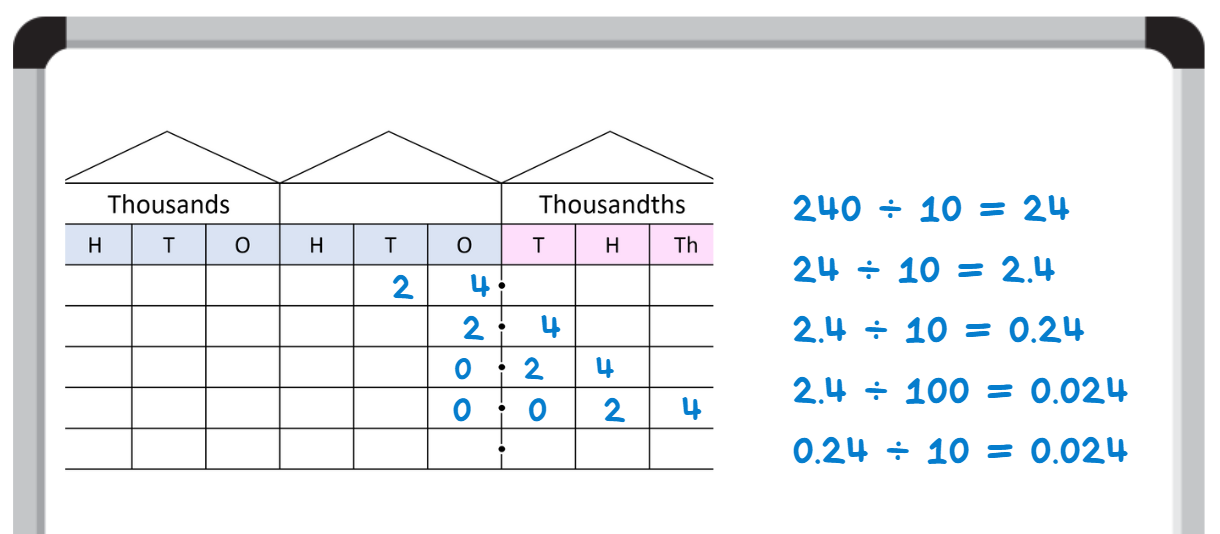 Thousands Thousandths
H T O H T O T H Th
2 4 .
2 . 4
0 . 2 4
0 . 0 2 4
.
240 ÷ 10 = 24
24 ÷ 10 = 2.4
2.4 ÷ 10 = 0.24
2.4 ÷ 100 = 0.024
0.24 ÷ 10 = 0.024